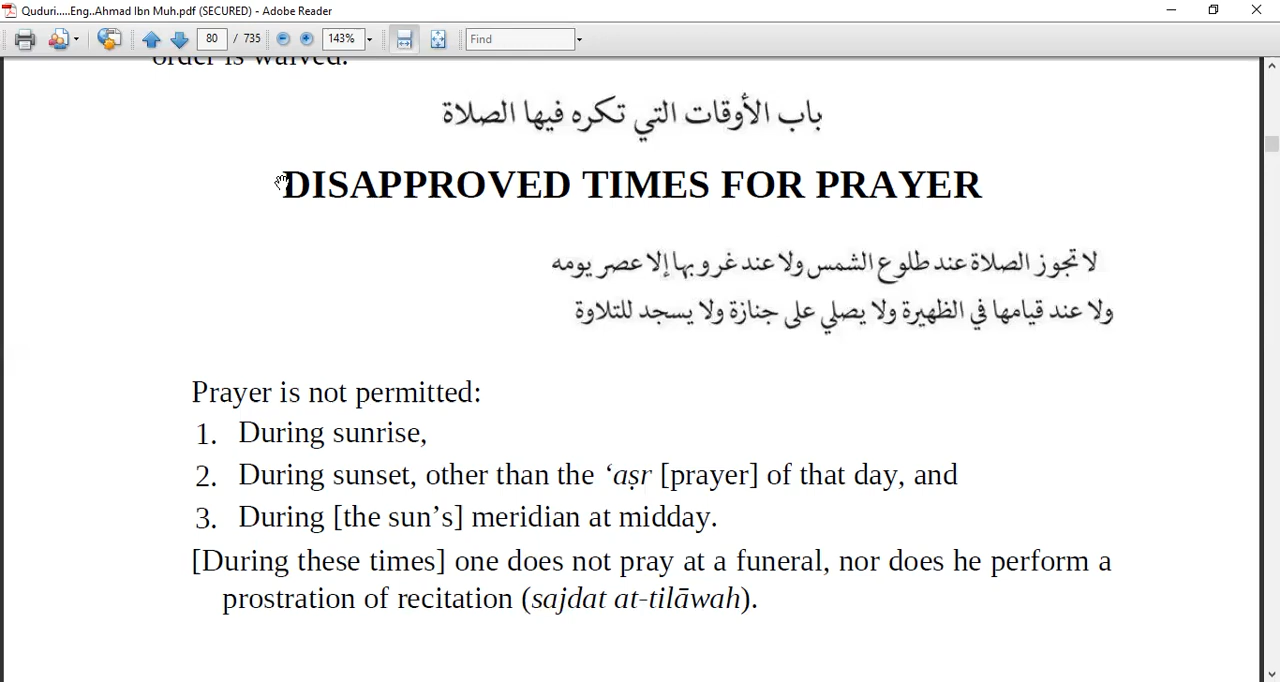 Quduri.....Eng..Ahmad Ibn Muh.pdf (SECURED) - Adobe Reader
80 / 735 143% Find
order is waived.
باب الأوقات التي تكره فيها الصلاة
DISAPPROVED TIMES FOR PRAYER
لا تجوز الصلاة عند طلوع الشمس ولا عند غروبها إلا عصر يومه
ولا عند قيامها في الظهيرة ولا يصلي على جنازة ولا يسجد للتلاوة
Prayer is not permitted:
1. During sunrise,
2. During sunset, other than the ‘aṣr [prayer] of that day, and
3. During [the sun’s] meridian at midday.
[During these times] one does not pray at a funeral, nor does he perform a
prostration of recitation (sajdat at-tilāwah).